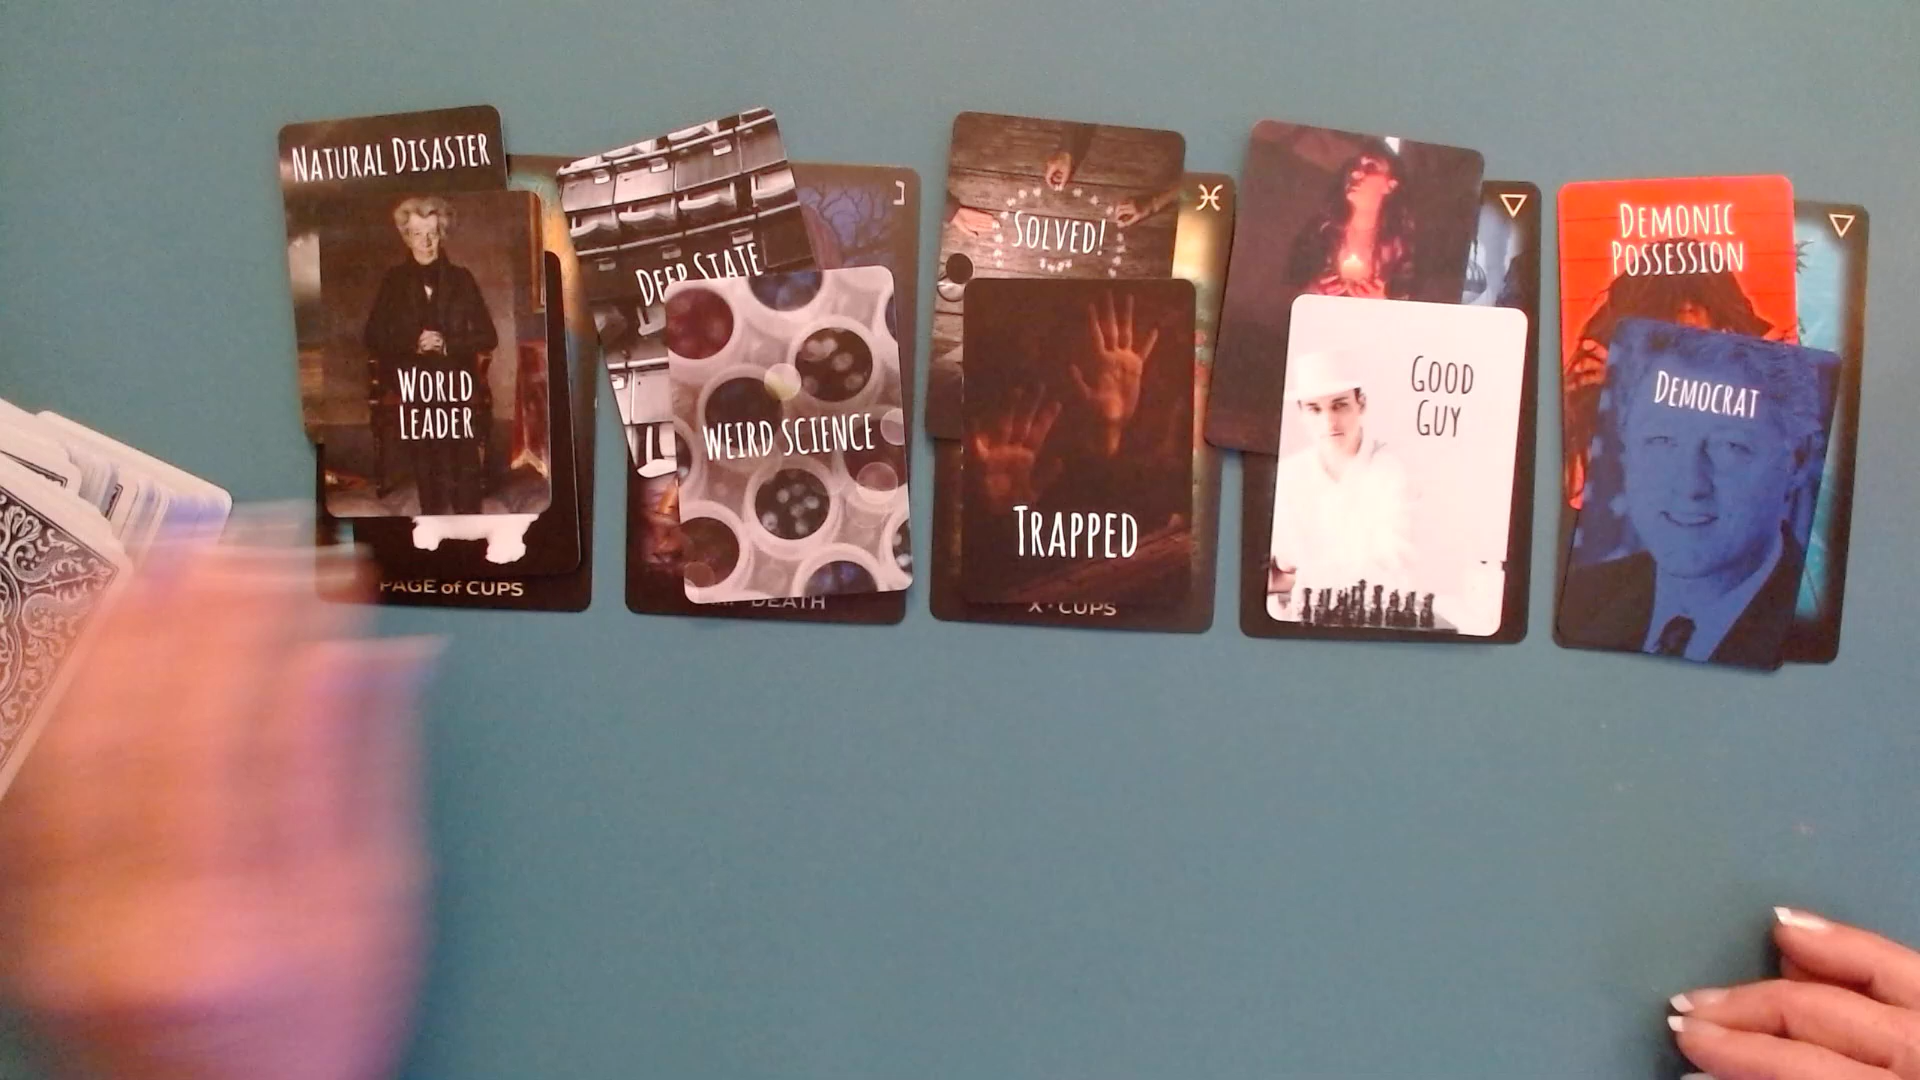 NATURAL DISASTER
WORLD
LEADER
PAGE of CUPS
DEEP STATE
WEIRD SCIENCE
DEATH
SOLVED!
TRAPPED
X • CUPS
GOOD
GUY
DEMONIC
POSSESSION
DEMOCRAT